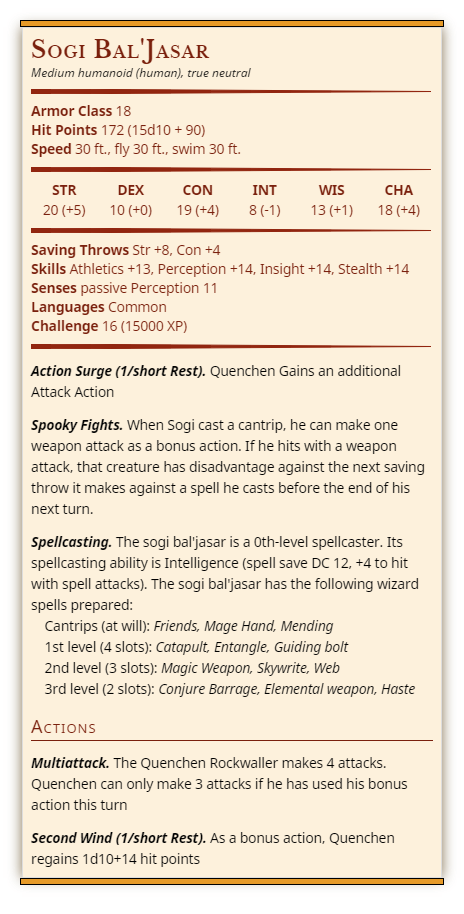 Sogi Bal'Jasar
Medium humanoid (human), true neutral
Armor Class 18
Hit Points 172 (15d10 + 90)
Speed 30 ft., fly 30 ft., swim 30 ft.
STR DEX CON INT WIS CHA
20 (+5) 10 (+0) 19 (+4) 8 (-1) 13 (+1) 18 (+4)
Saving Throws Str +8, Con +4
Skills Athletics +13, Perception +14, Insight +14, Stealth +14
Senses passive Perception 11
Languages Common
Challenge 16 (15000 XP)
Action Surge (1/short Rest). Quenchen Gains an additional
Attack Action
Spooky Fights. When Sogi cast a cantrip, he can make one
weapon attack as a bonus action. If he hits with a weapon
attack, that creature has disadvantage against the next saving
throw it makes against a spell he casts before the end of his
next turn.
Spellcasting. The sogi bal'jasar is a 0th-level spellcaster. Its
spellcasting ability is Intelligence (spell save DC 12, +4 to hit
with spell attacks). The sogi bal'jasar has the following wizard
spells prepared:
Cantrips (at will): Friends, Mage Hand, Mending
1st level (4 slots): Catapult, Entangle, Guiding bolt
2nd level (3 slots): Magic Weapon, Skywrite, Web
3rd level (2 slots): Conjure Barrage, Elemental weapon, Haste
Actions
Multiattack. The Quenchen Rockwaller makes 4 attacks.
Quenchen can only make 3 attacks if he has used his bonus
action this turn
Second Wind (1/short Rest). As a bonus action, Quenchen
regains 1d10+14 hit points